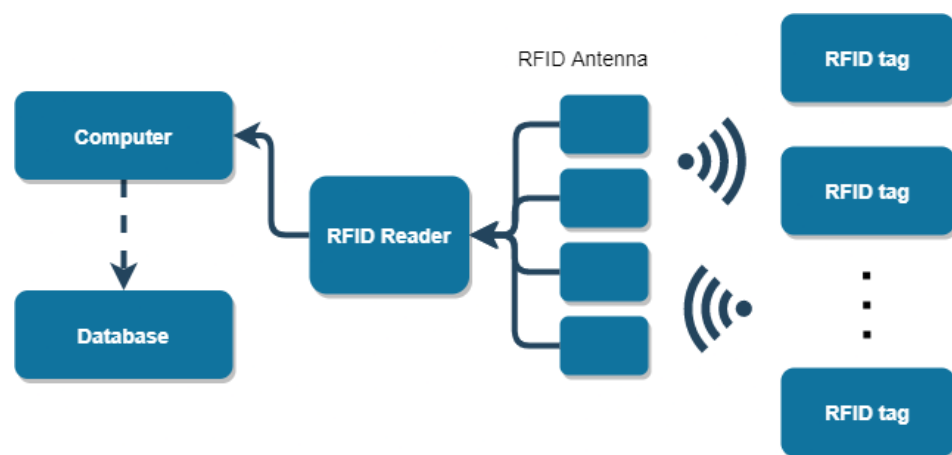 RFID Antenna
RFID tag
Computer
RFID tag
RFID Reader
Database
RFID tag